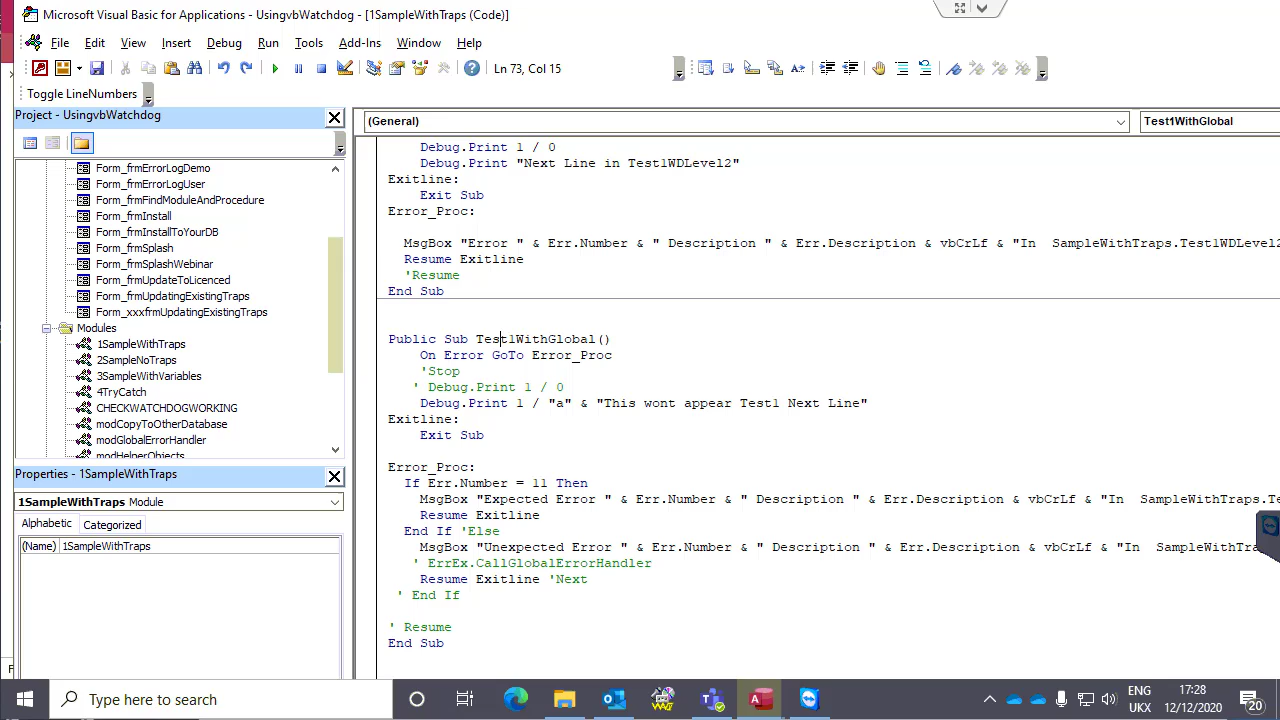 Microsoft Visual Basic for Applications - UsingvbWatchdog - [1SampleWithTraps (Code)]
File Edit View Insert Debug Run Tools Add-Ins Window Help
Ln 73, Col 15
Toggle LineNumbers
Project - UsingvbWatchdog
Form_frmErrorLogDemo
Form_frmErrorLogUser
Form_frmFindModuleAndProcedure
Form_frmInstall
Form_frmInstallToYourDB
Form_frmSplash
Form_frmSplashWebinar
Form_frmUpdateToLicenced
Form_frmUpdatingExistingTraps
Form_xxxfrmUpdatingExistingTraps
Modules
1SampleWithTraps
2SampleNoTraps
3SampleWithVariables
4TryCatch
CHECKWATCHDOGWORKING
modCopyToOtherDatabase
modGlobalErrorHandler
modHelperObjects
Properties - 1SampleWithTraps
1SampleWithTraps Module
Alphabetic Categorized
(Name) 1SampleWithTraps
(General) Test1WithGlobal
Debug.Print 1 / 0
Debug.Print "Next Line in Test1WDLevel2"
Exitline:
Exit Sub
Error_Proc:
MsgBox "Error " & Err.Number & " Description " & Err.Description & vbCrLf & "In  SampleWithTraps.Test1WDLevel2
Resume Exitline
'Resume
End Sub
Public Sub Test1WithGlobal()
On Error GoTo Error_Proc
'Stop
' Debug.Print 1 / 0
Debug.Print 1 / "a" & "This wont appear Test1 Next Line"
Exitline:
Exit Sub
Error_Proc:
If Err.Number = 11 Then
MsgBox "Expected Error " & Err.Number & " Description " & Err.Description & vbCrLf & "In  SampleWithTraps.Te
Resume Exitline
End If 'Else
MsgBox "Unexpected Error " & Err.Number & " Description " & Err.Description & vbCrLf & "In  SampleWithTra
' ErrEx.CallGlobalErrorHandler
Resume Exitline 'Next
' End If
' Resume
End Sub
Type here to search
ENG
UKX
17:28
12/12/2020
20